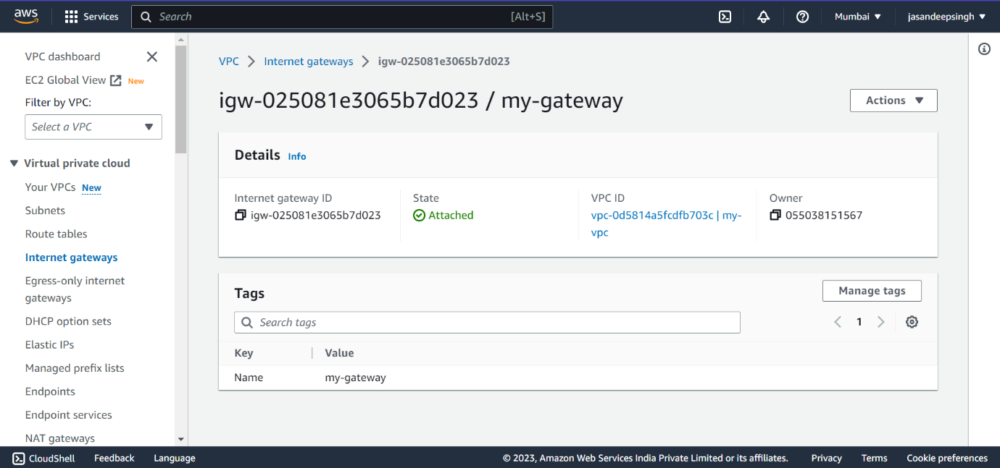 aws
Services
Search
[Alt+S]
Mumbai
jasandeepsingh
VPC dashboard
EC2 Global View New
Filter by VPC:
Select a VPC
Virtual private cloud
Your VPCs New
Subnets
Route tables
Internet gateways
Egress-only internet
gateways
DHCP option sets
Elastic IPs
Managed prefix lists
Endpoints
Endpoint services
NAT gateways
VPC
Internet gateways
igw-025081e3065b7d023
igw-025081e3065b7d023 / my-gateway
Actions
Details Info
Internet gateway ID
igw-025081e3065b7d023
State
Attached
VPC ID
vpc-0d5814a5fcdfb703c | my-
vpc
Owner
055038151567
Tags
Manage tags
Search tags
1
Key Value
Name my-gateway
CloudShell
Feedback
Language
© 2023, Amazon Web Services India Private Limited or its affiliates.
Privacy
Terms
Cookie preferences